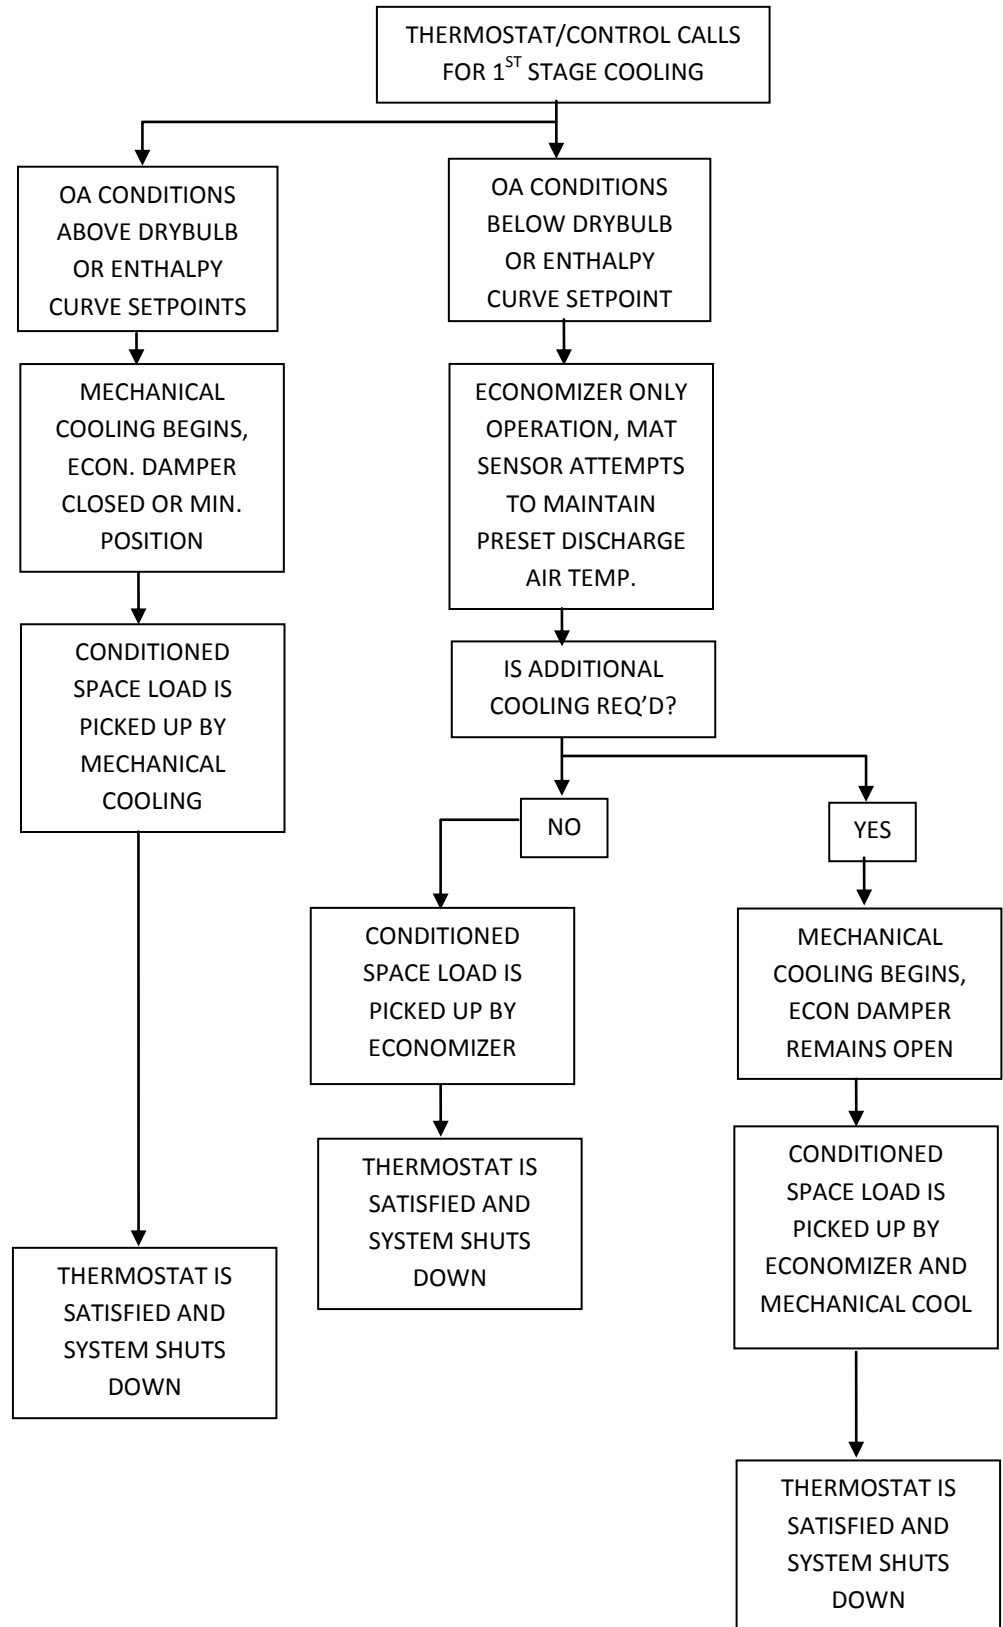 THERMOSTAT/CONTROL CALLS
FOR 1ST STAGE COOLING
OA CONDITIONS
ABOVE DRYBULB
OR ENTHALPY
CURVE SETPOINTS
MECHANICAL
COOLING BEGINS,
ECON. DAMPER
CLOSED OR MIN.
POSITION
CONDITIONED
SPACE LOAD IS
PICKED UP BY
MECHANICAL
COOLING
THERMOSTAT IS
SATISFIED AND
SYSTEM SHUTS
DOWN
OA CONDITIONS
BELOW DRYBULB
OR ENTHALPY
CURVE SETPOINT
ECONOMIZER ONLY
OPERATION, MAT
SENSOR ATTEMPTS
TO MAINTAIN
PRESET DISCHARGE
AIR TEMP.
IS ADDITIONAL
COOLING REQ’D?
NO
CONDITIONED
SPACE LOAD IS
PICKED UP BY
ECONOMIZER
THERMOSTAT IS
SATISFIED AND
SYSTEM SHUTS
DOWN
YES
MECHANICAL
COOLING BEGINS,
ECON DAMPER
REMAINS OPEN
CONDITIONED
SPACE LOAD IS
PICKED UP BY
ECONOMIZER AND
MECHANICAL COOL
THERMOSTAT IS
SATISFIED AND
SYSTEM SHUTS
DOWN